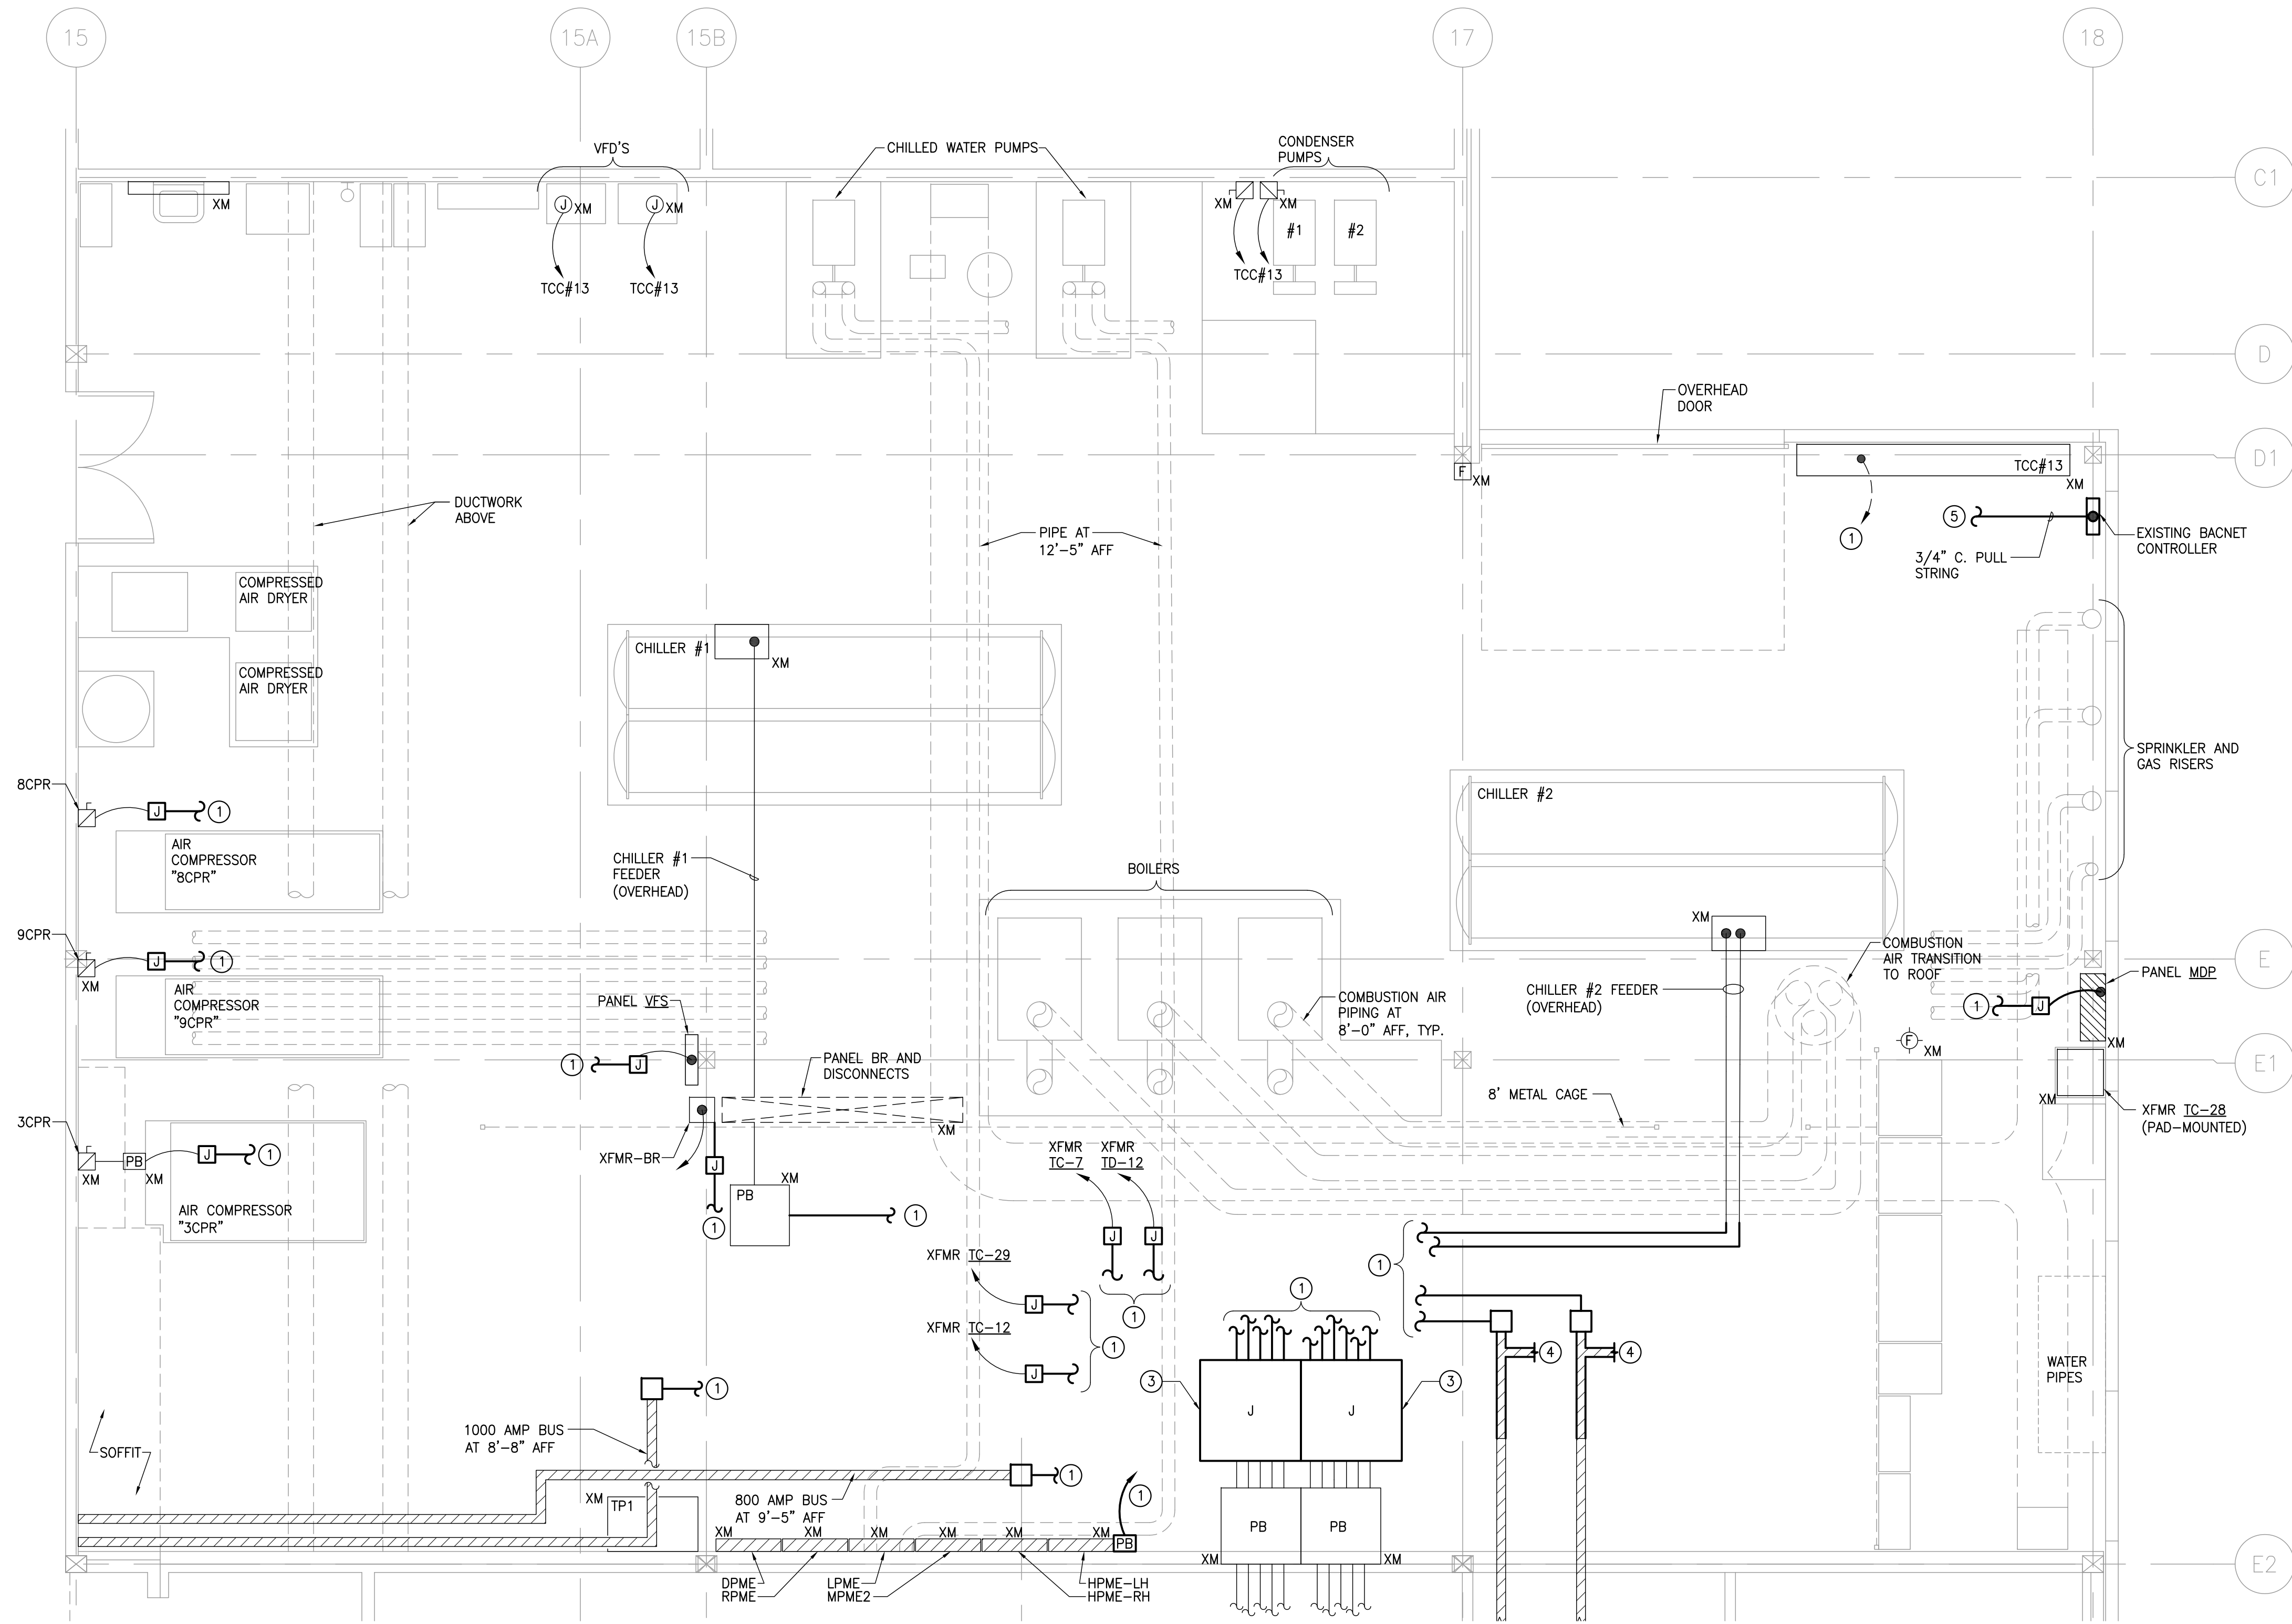 15
15A
15B
17
18
C1
D
D1
E
E1
E2
VFD'S
CHILLED WATER PUMPS
CONDENSER
PUMPS
XM
J
XM
J
XM
XM
XM
#1
#2
TCC#13
TCC#13
TCC#13
OVERHEAD
DOOR
F
XM
TCC#13
XM
DUCTWORK
ABOVE
PIPE AT
12'-5" AFF
1
5
3/4" C. PULL
STRING
EXISTING BACNET
CONTROLLER
COMPRESSED
AIR DRYER
COMPRESSED
AIR DRYER
CHILLER #1
XM
SPRINKLER AND
GAS RISERS
8CPR
J
1
CHILLER #2
AIR
COMPRESSOR
"8CPR"
CHILLER #1
FEEDER
(OVERHEAD)
BOILERS
XM
9CPR
J
1
XM
AIR
COMPRESSOR
"9CPR"
COMBUSTION
AIR TRANSITION
TO ROOF
PANEL MDP
PANEL VFS
COMBUSTION AIR
PIPING AT
8'-0" AFF, TYP.
CHILLER #2 FEEDER
(OVERHEAD)
1
J
XM
F
XM
1
J
PANEL BR AND
DISCONNECTS
XM
8' METAL CAGE
XM
XFMR TC-28
(PAD-MOUNTED)
3CPR
XM
PB
XM
J
1
XFMR-BR
J
1
PB
XM
1
XFMR
TC-7
XFMR
TD-12
J
J
1
AIR COMPRESSOR
"3CPR"
XFMR TC-29
J
XFMR TC-12
J
1
1
1
3
J
J
3
4
4
WATER
PIPES
J
1
1000 AMP BUS
AT 8'-8" AFF
SOFFIT
XM
TP1
800 AMP BUS
AT 9'-5" AFF
1
1
XM
XM
XM
XM
XM
XM
PB
PB
PB
XM
XM
DPME
RPME
LPME
MPME2
HPME-LH
HPME-RH